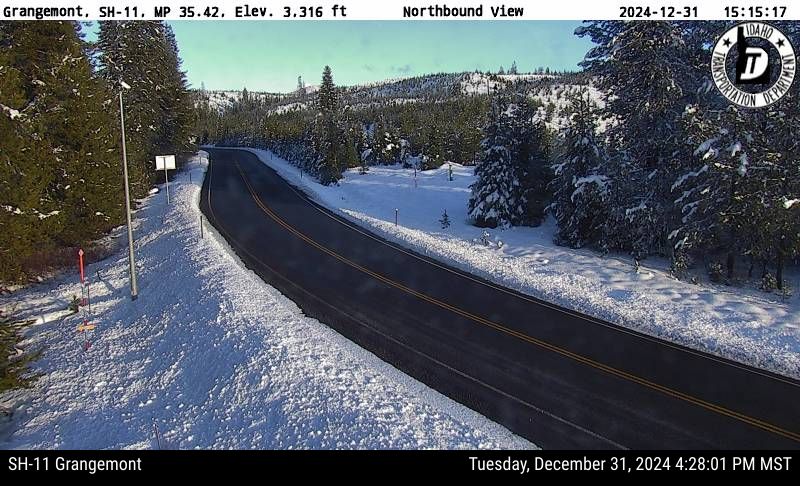 Grangemont, SH-11, MP 35.42, Elev. 3,316 ft Northbound View 2024-12-31 15:15:17
IDAHO
TRANSPORTATION DEPARTMENT
SH-11 Grangemont Tuesday, December 31, 2024 4:28:01 PM MST